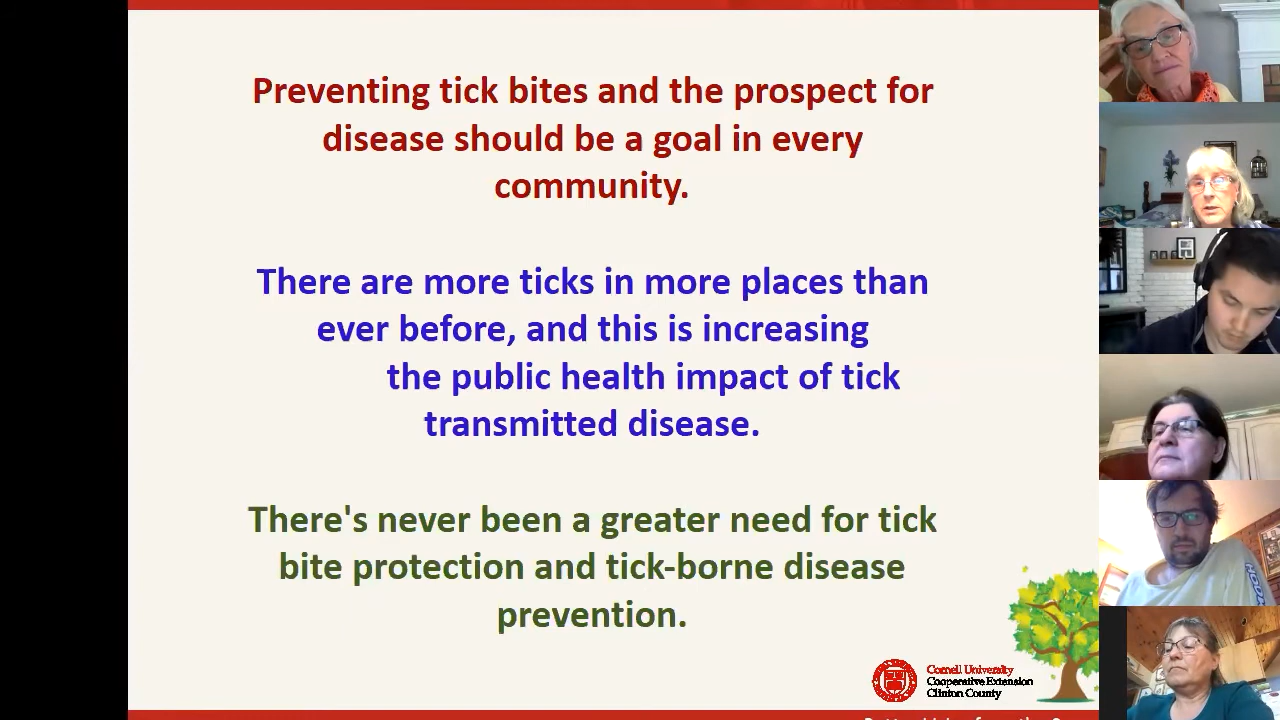 Preventing tick bites and the prospect for
disease should be a goal in every
community.
There are more ticks in more places than
ever before, and this is increasing
the public health impact of tick
transmitted disease.
There's never been a greater need for tick
bite protection and tick-borne disease
prevention.
Cornell University
Cooperative Extension
Clinton County